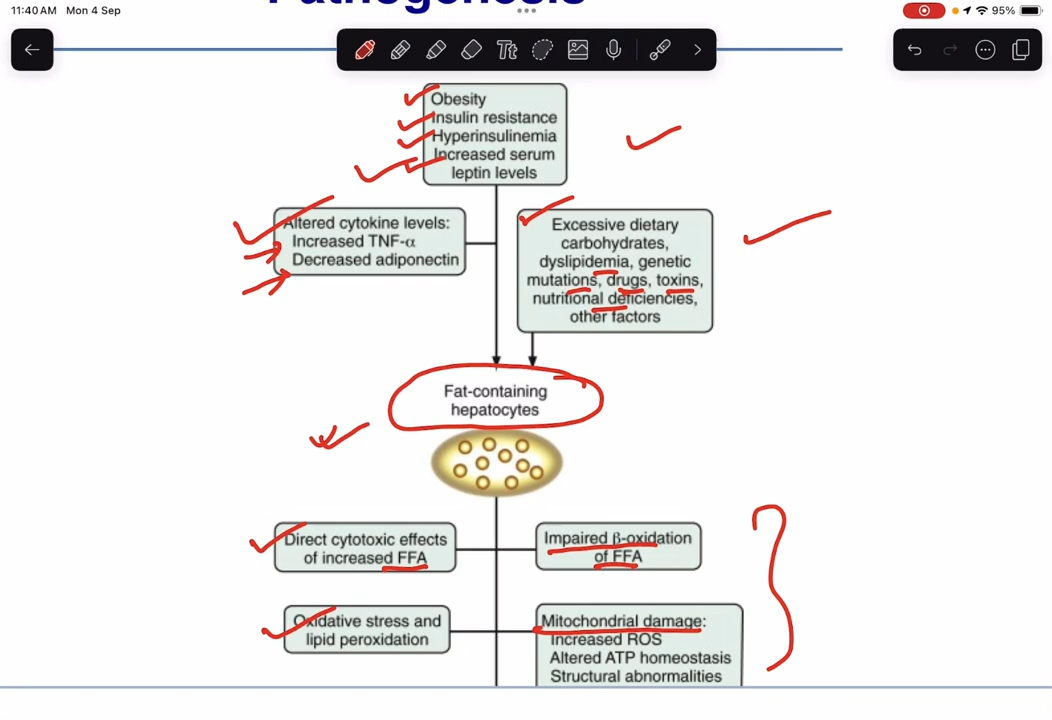 Pathogenesis
11:40 AM Mon 4 Sep
95%
Tt
Obesity
Insulin resistance
Hyperinsulinemia
Increased serum
leptin levels
Altered cytokine levels:
Increased TNF-α
Decreased adiponectin
Excessive dietary
carbohydrates,
dyslipidemia, genetic
mutations, drugs, toxins,
nutritional deficiencies,
other factors
Fat-containing
hepatocytes
Direct cytotoxic effects
of increased FFA
Impaired β-oxidation
of FFA
Oxidative stress and
lipid peroxidation
Mitochondrial damage:
Increased ROS
Altered ATP homeostasis
Structural abnormalities